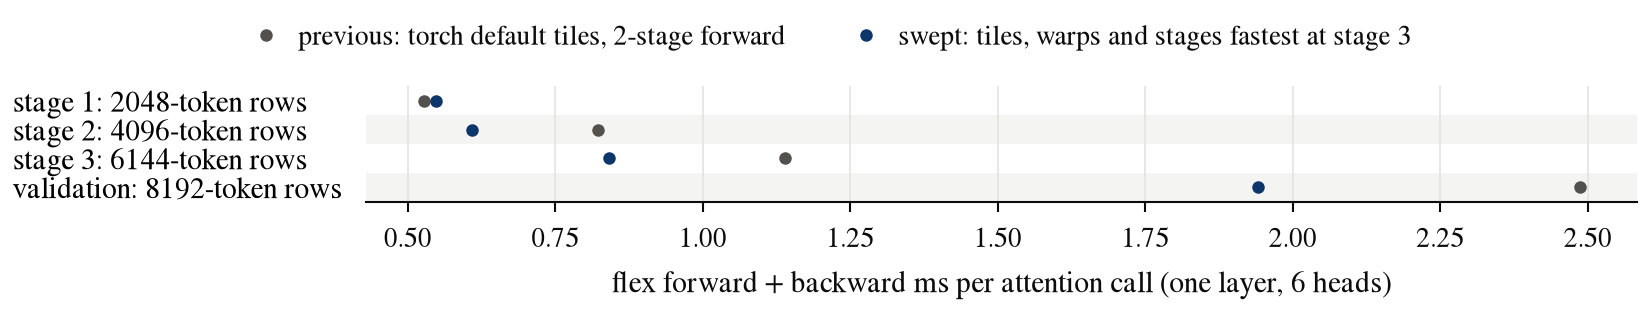 previous: torch default tiles, 2-stage forward
swept: tiles, warps and stages fastest at stage 3
stage 1: 2048-token rows
stage 2: 4096-token rows
stage 3: 6144-token rows
validation: 8192-token rows
0.50 0.75 1.00 1.25 1.50 1.75 2.00 2.25 2.50
flex forward + backward ms per attention call (one layer, 6 heads)